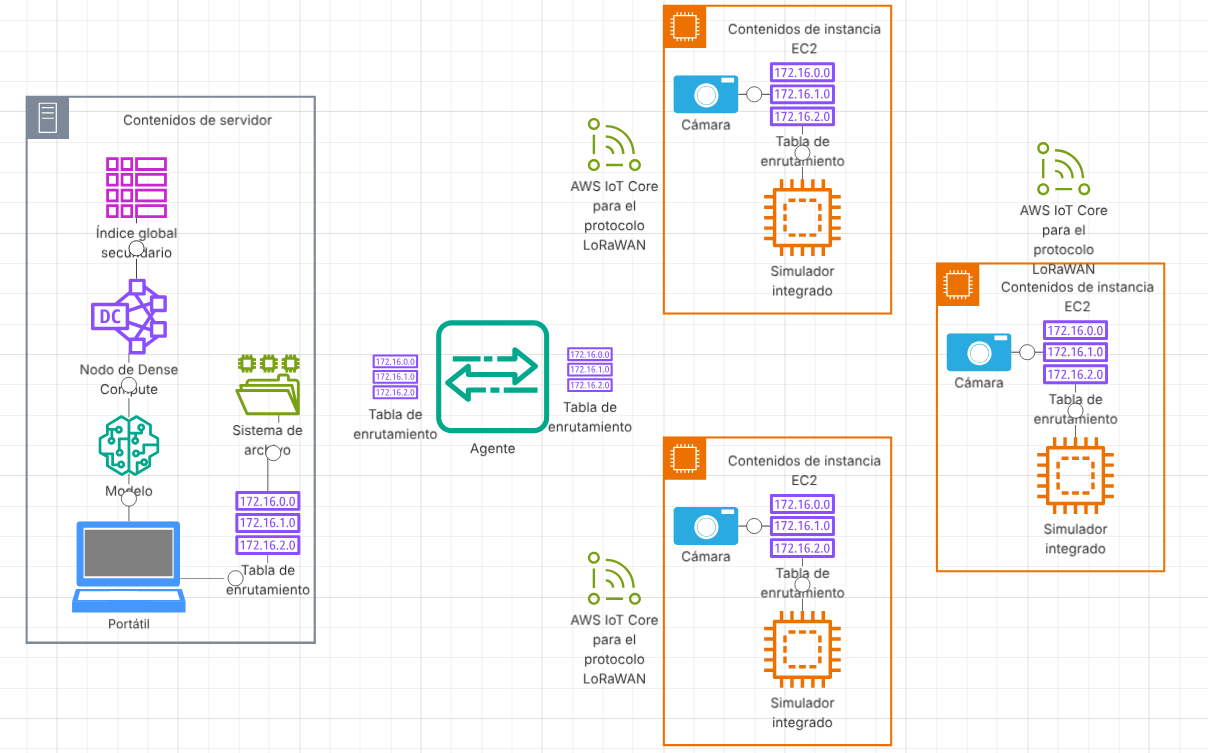 Contenidos de servidor
Índice global
secundario
DC
Nodo de Dense
Compute
Modelo
Portátil
Sistema de
archivo
172.16.0.0
172.16.1.0
172.16.2.0
Tabla de
enrutamiento
172.16.0.0
172.16.1.0
172.16.2.0
Tabla de
enrutamiento
Agente
172.16.0.0
172.16.1.0
172.16.2.0
Tabla de
enrutamiento
AWS IoT Core
para el
protocolo
LoRaWAN
Contenidos de instancia
EC2
Cámara
172.16.0.0
172.16.1.0
172.16.2.0
Tabla de
enrutamiento
Simulador
integrado
AWS IoT Core
para el
protocolo
LoRaWAN
Contenidos de instancia
EC2
Cámara
172.16.0.0
172.16.1.0
172.16.2.0
Tabla de
enrutamiento
Simulador
integrado
AWS IoT Core
para el
protocolo
LoRaWAN
Contenidos de instancia
EC2
Cámara
172.16.0.0
172.16.1.0
172.16.2.0
Tabla de
enrutamiento
Simulador
integrado